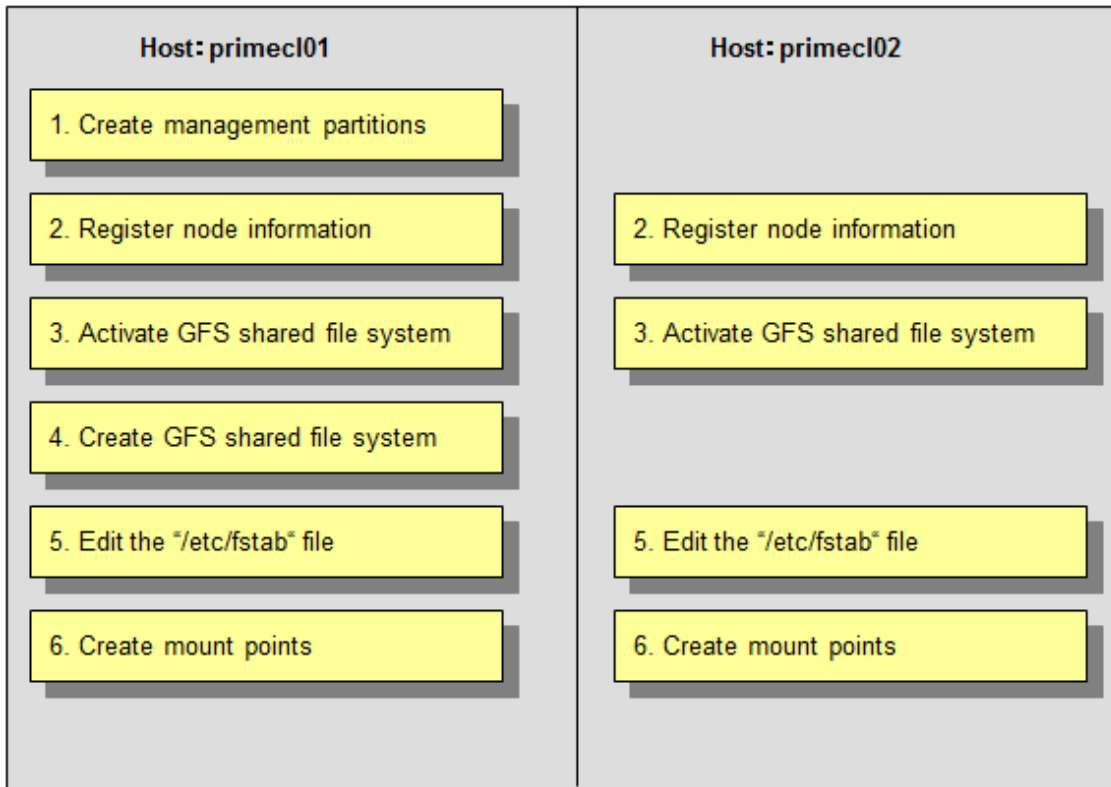 Host: primecl01
Host: primecl02
1. Create management partitions
2. Register node information
2. Register node information
3. Activate GFS shared file system
3. Activate GFS shared file system
4. Create GFS shared file system
5. Edit the “/etc/fstab“ file
5. Edit the “/etc/fstab“ file
6. Create mount points
6. Create mount points